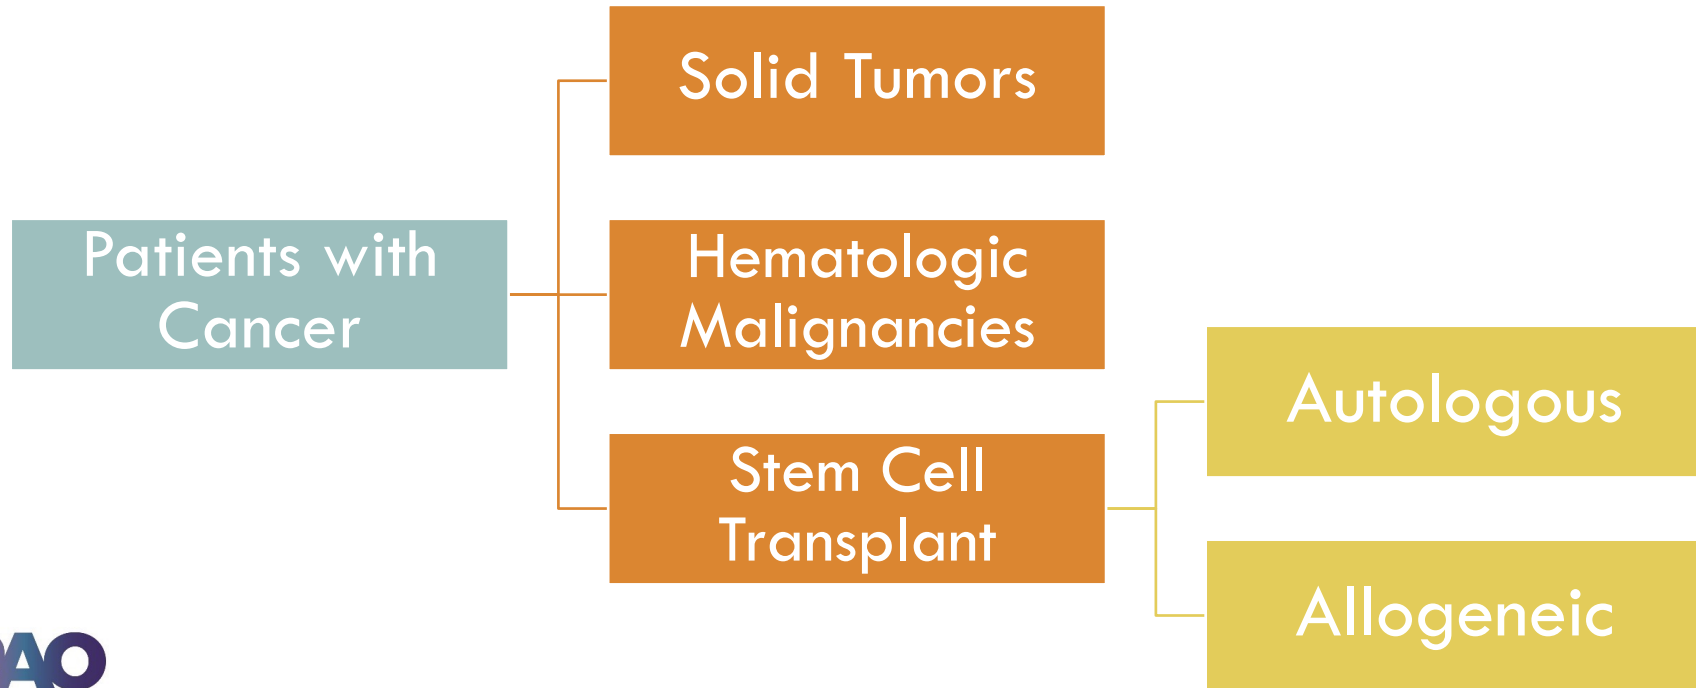 Solid Tumors
Patients with
Cancer
Hematologic
Malignancies
Stem Cell
Transplant
Autologous
Allogeneic